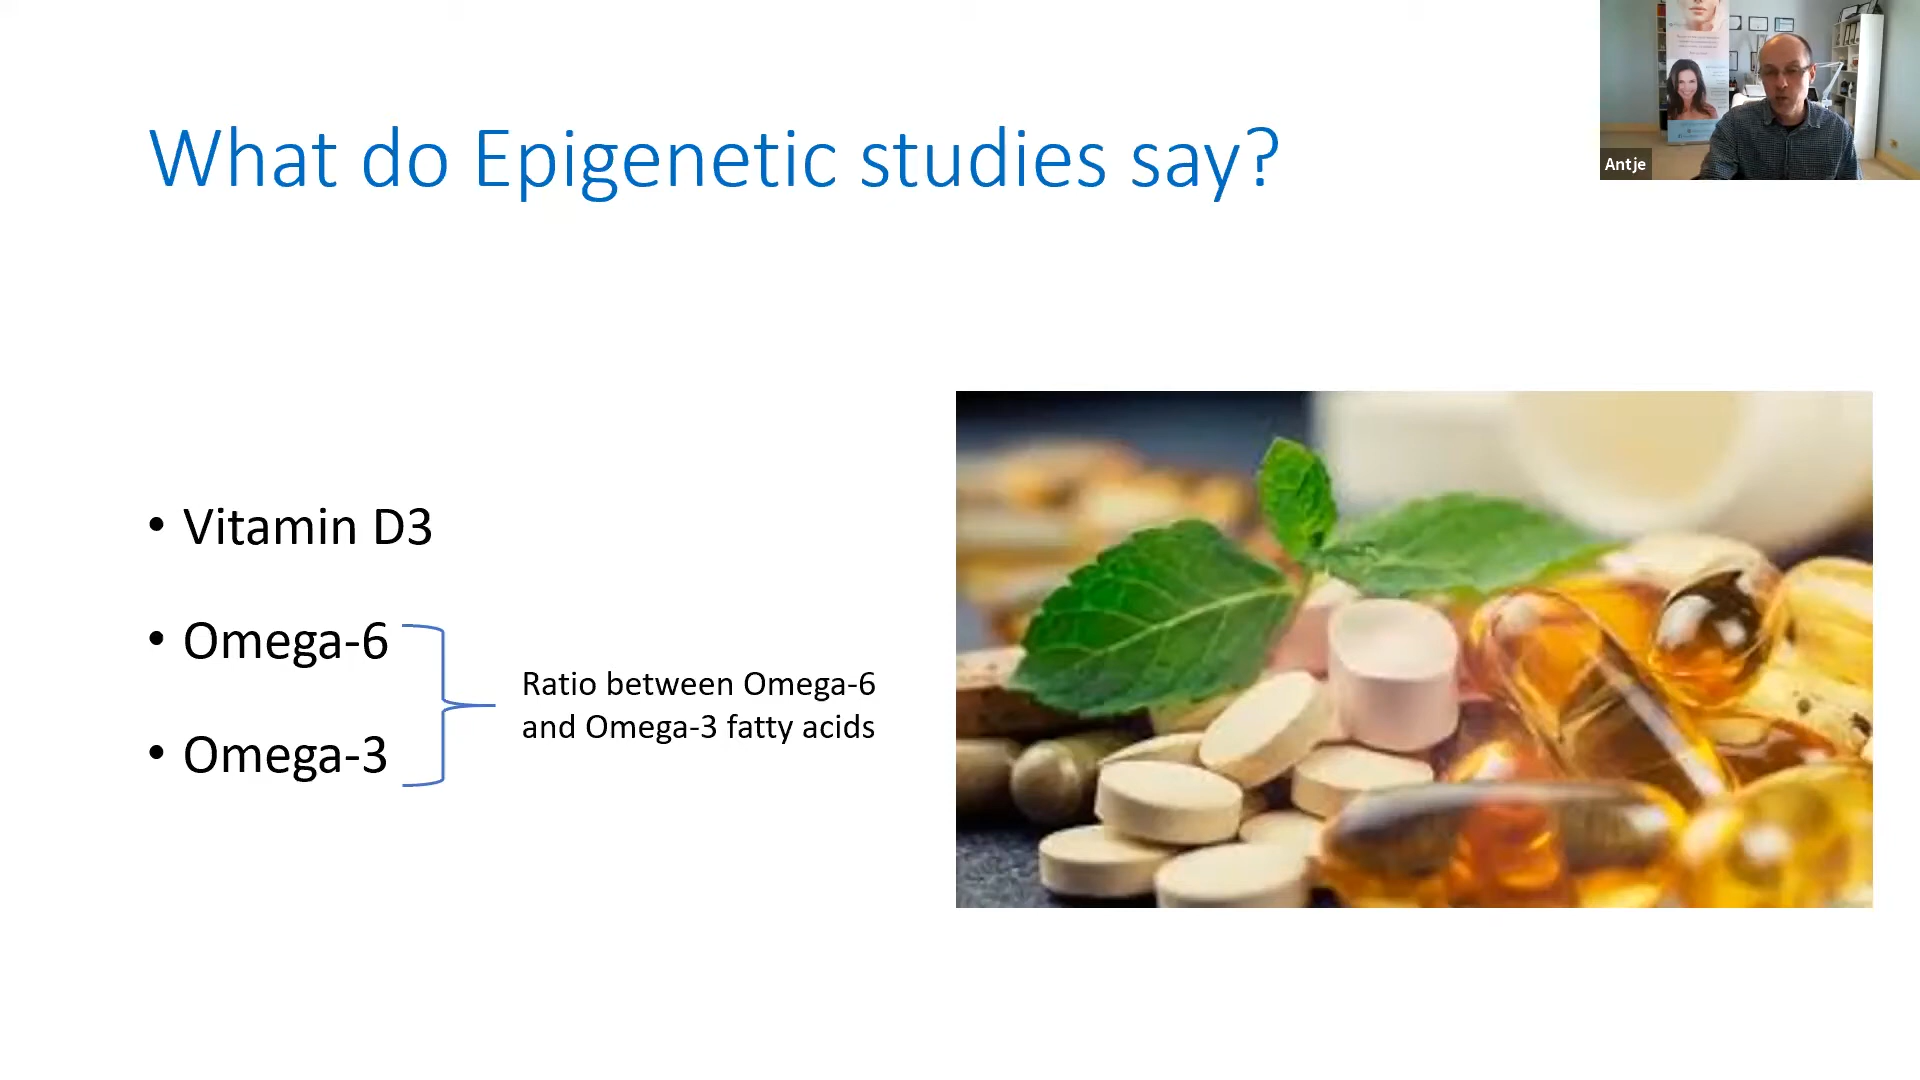 What do Epigenetic studies say?
Antje
• Vitamin D3
• Omega-6
• Omega-3
Ratio between Omega-6
and Omega-3 fatty acids